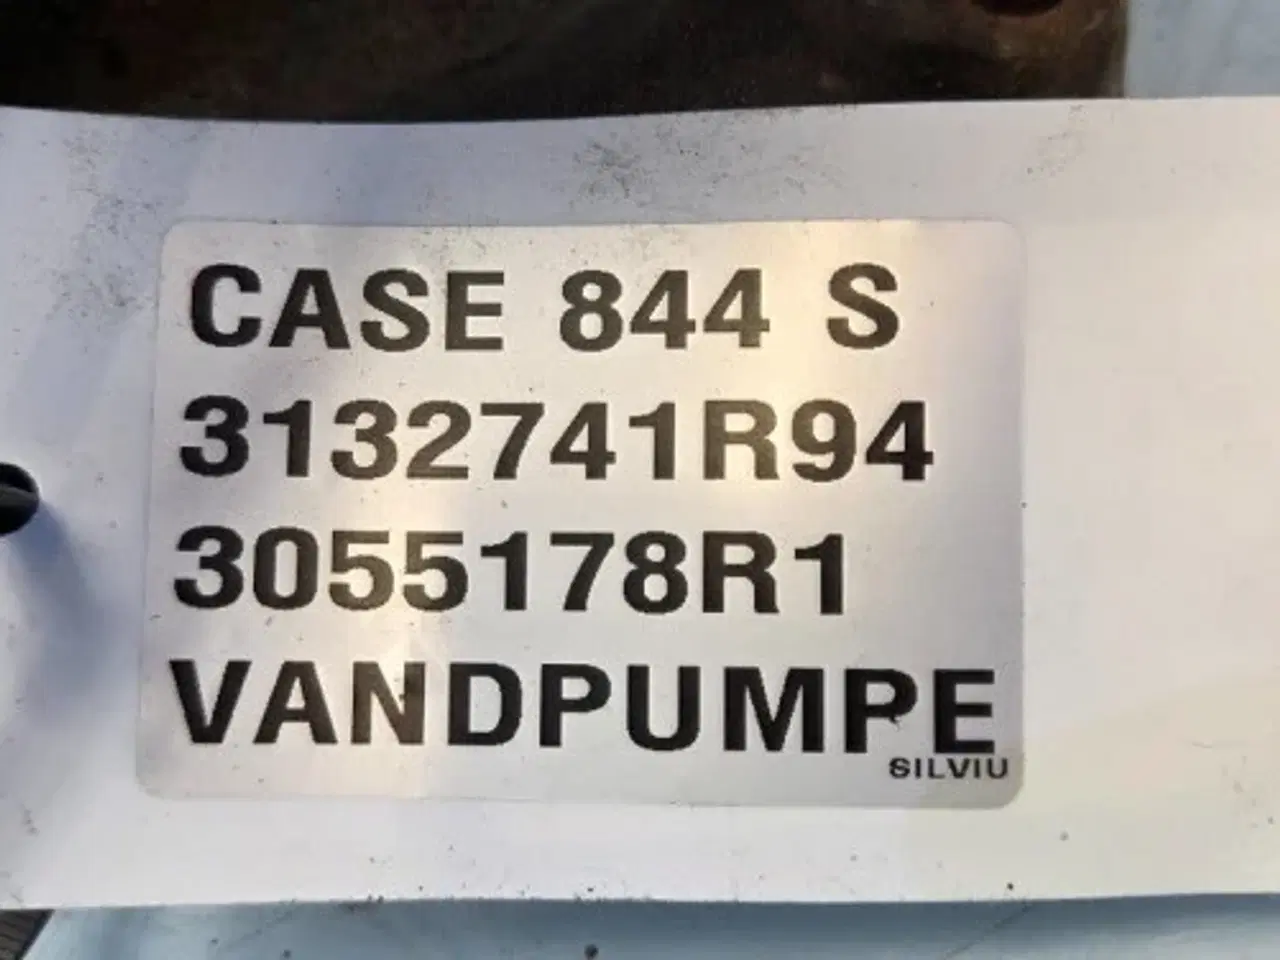 CASE 844 S
3132741R94
3055178R1
VANDPUMPE
SILVIU